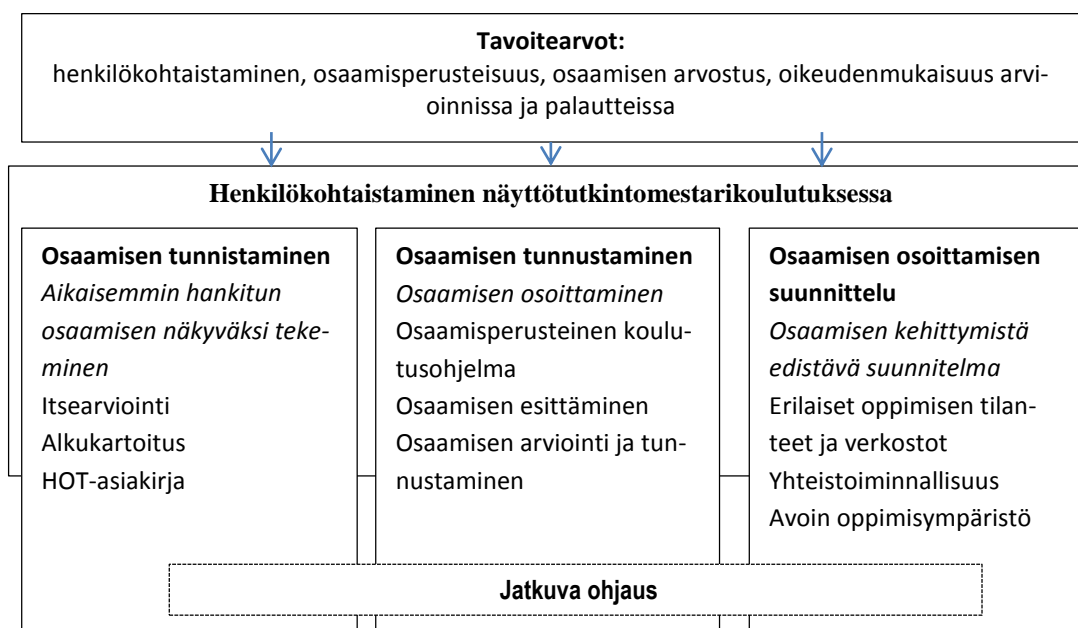 Tavoitearvot:
henkilökohtaistaminen, osaamisperusteisuus, osaamisen arvostus, oikeudenmukaisuus arvi-
oinnissa ja palautteissa
Henkilökohtaistaminen näyttötutkintomestarikoulutuksessa
Osaamisen tunnistaminen
Aikaisemmin hankitun
osaamisen näkyväksi teke-
minen
Itsearviointi
Alkukartoitus
HOT-asiakirja
Osaamisen tunnustaminen
Osaamisen osoittaminen
Osaamisperusteinen koulu-
tusohjelma
Osaamisen esittäminen
Osaamisen arviointi ja tun-
nustaminen
Osaamisen osoittamisen
suunnittelu
Osaamisen kehittymistä
edistävä suunnitelma
Erilaiset oppimisen tilan-
teet ja verkostot
Yhteistoiminnallisuus
Avoin oppimisympäristö
Jatkuva ohjaus